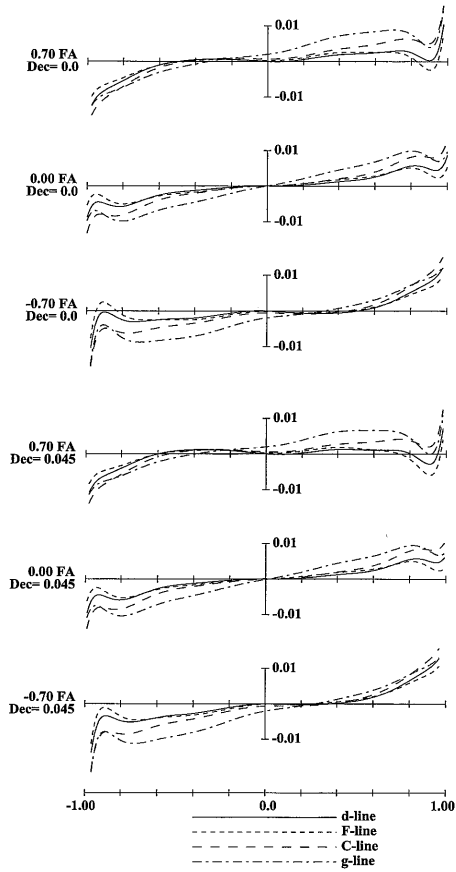 0.01
0.70 FA
Dec= 0.0
-0.01
0.01
0.00 FA
Dec= 0.0
-0.01
0.01
-0.70 FA
Dec= 0.0
-0.01
0.01
0.70 FA
Dec= 0.045
-0.01
0.01
0.00 FA
Dec= 0.045
-0.01
0.01
-0.70 FA
Dec= 0.045
-0.01
-1.00 0.0 1.00
d-line
F-line
C-line
g-line